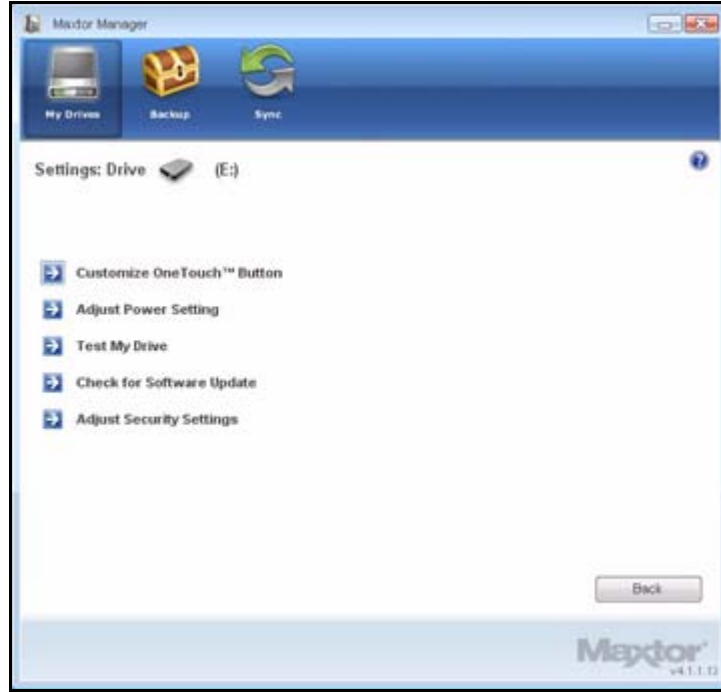 Maxtor Manager
My Drives Backup Sync
Settings: Drive (E:)
?
Customize OneTouch™ Button
Adjust Power Setting
Test My Drive
Check for Software Update
Adjust Security Settings
Back
Maxtor